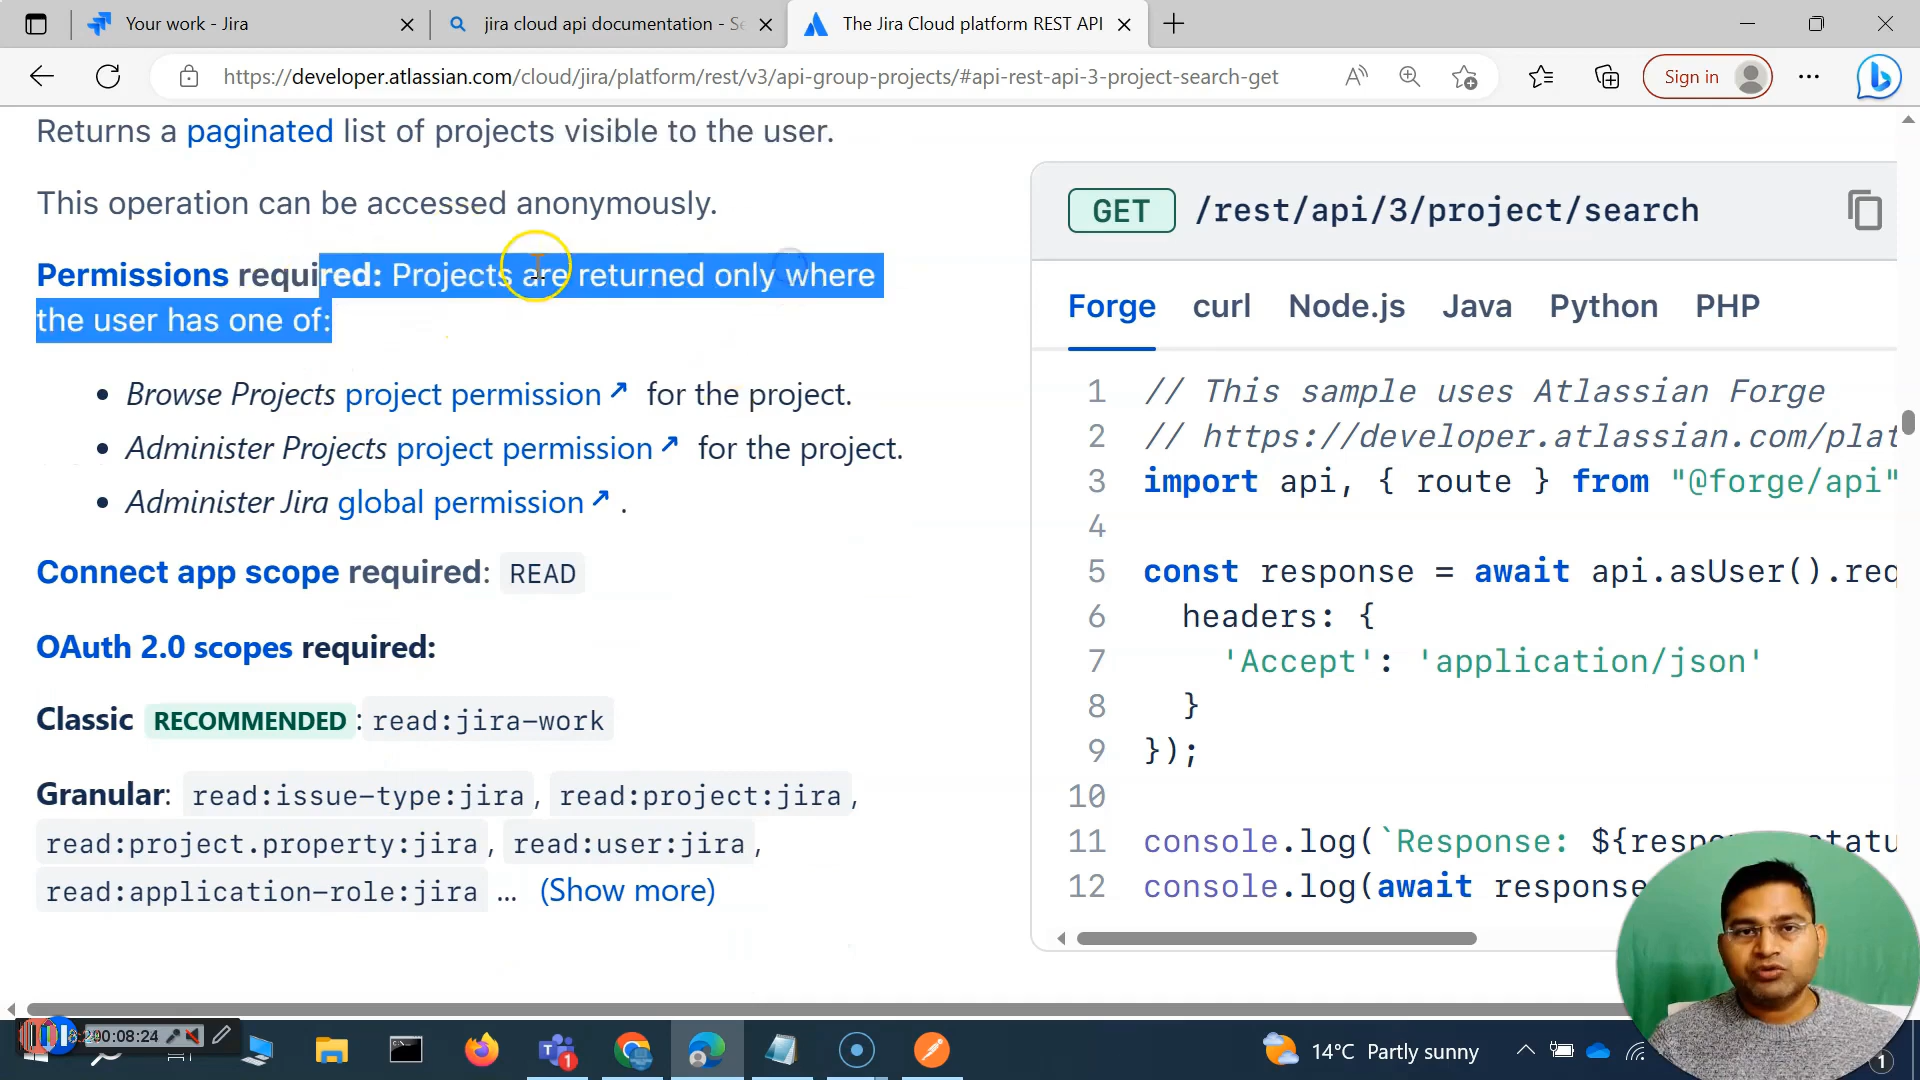 Your work - Jira
jira cloud api documentation - Se
The Jira Cloud platform REST API
https://developer.atlassian.com/cloud/jira/platform/rest/v3/api-group-projects/#api-rest-api-3-project-search-get
Sign in
Returns a paginated list of projects visible to the user.
This operation can be accessed anonymously.
Permissions required: Projects are returned only where
the user has one of:
• Browse Projects project permission for the project.
• Administer Projects project permission for the project.
• Administer Jira global permission .
Connect app scope required: READ
OAuth 2.0 scopes required:
Classic RECOMMENDED: read:jira-work
Granular: read:issue-type:jira, read:project:jira,
read:project.property:jira, read:user:jira,
read:application-role:jira ... (Show more)
GET /rest/api/3/project/search
Forge curl Node.js Java Python PHP
1 // This sample uses Atlassian Forge
2 // https://developer.atlassian.com/plat
3 import api, { route } from "@forge/api"
4
5 const response = await api.asUser().req
6 headers: {
7 'Accept': 'application/json'
8 }
9 });
10
11 console.log(`Response: ${resp
12 console.log(await response
00:08:24
1
14°C Partly sunny
1